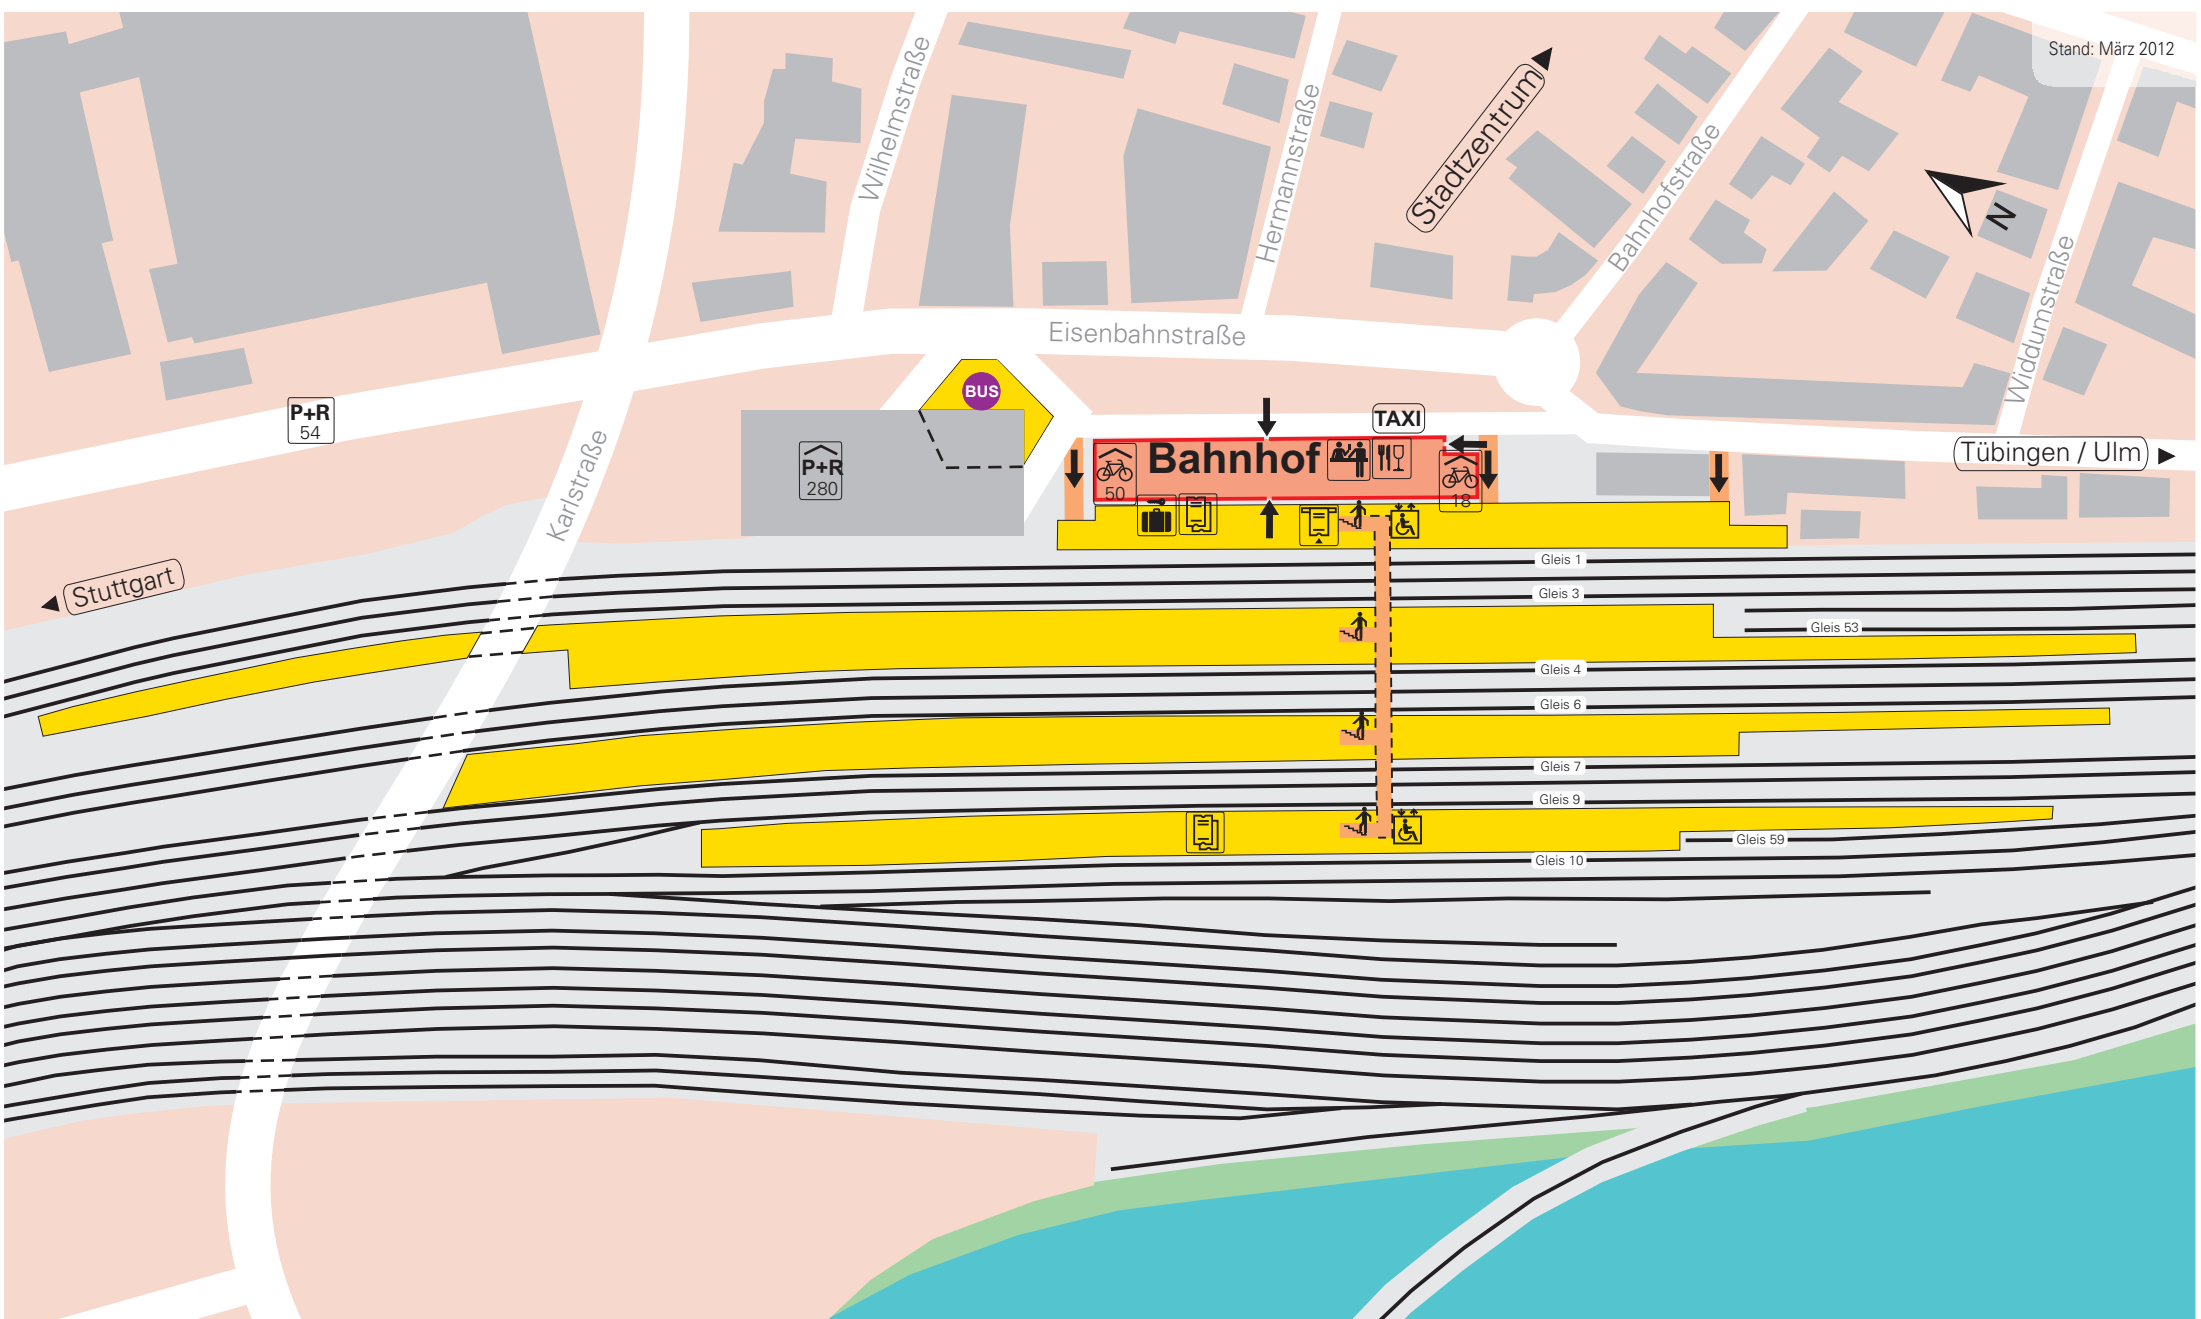 Stand: März 2012
Wilhelmstraße
Hermannstraße
Stadtzentrum
Bahnhofstraße
N
Widdumstraße
Eisenbahnstraße
BUS
P+R
54
TAXI
Karlstraße
P+R
280
Bahnhof
50
18
Tübingen / Ulm
Stuttgart
Gleis 1
Gleis 3
Gleis 53
Gleis 4
Gleis 6
Gleis 7
Gleis 9
Gleis 59
Gleis 10